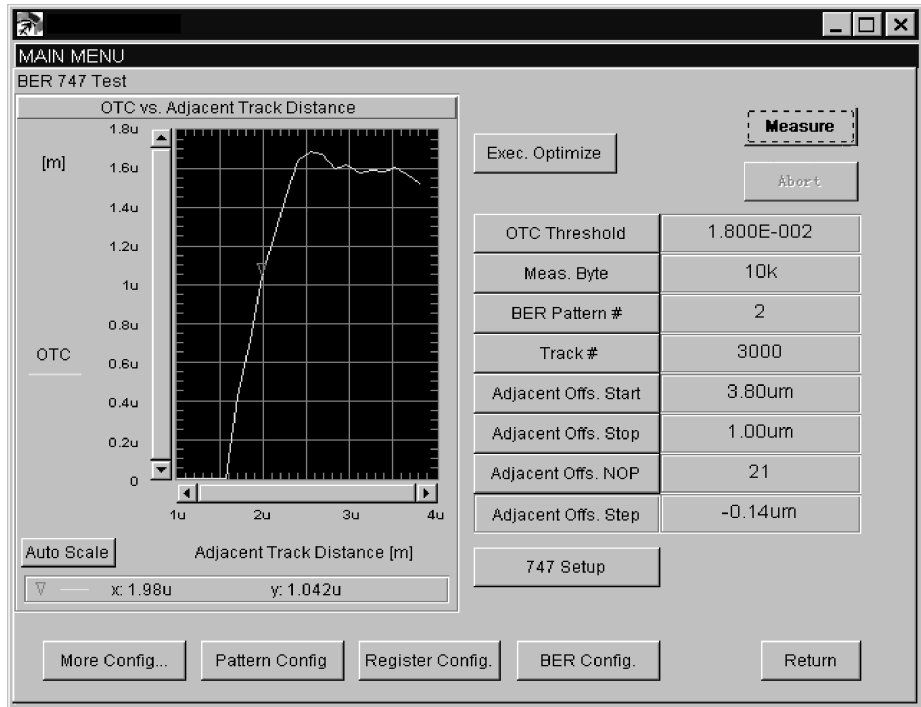 MAIN MENU
BER 747 Test
OTC vs. Adjacent Track Distance
[m]
1.8u
1.6u
1.4u
1.2u
1u
0.8u
0.6u
0.4u
0.2u
0
OTC
1u 2u 3u 4u
Auto Scale
Adjacent Track Distance [m]
x: 1.98u y: 1.042u
Exec. Optimize
Measure
Abort
OTC Threshold 1.800E-002
Meas. Byte 10k
BER Pattern # 2
Track # 3000
Adjacent Offs. Start 3.80um
Adjacent Offs. Stop 1.00um
Adjacent Offs. NOP 21
Adjacent Offs. Step -0.14um
747 Setup
More Config... Pattern Config Register Config. BER Config. Return